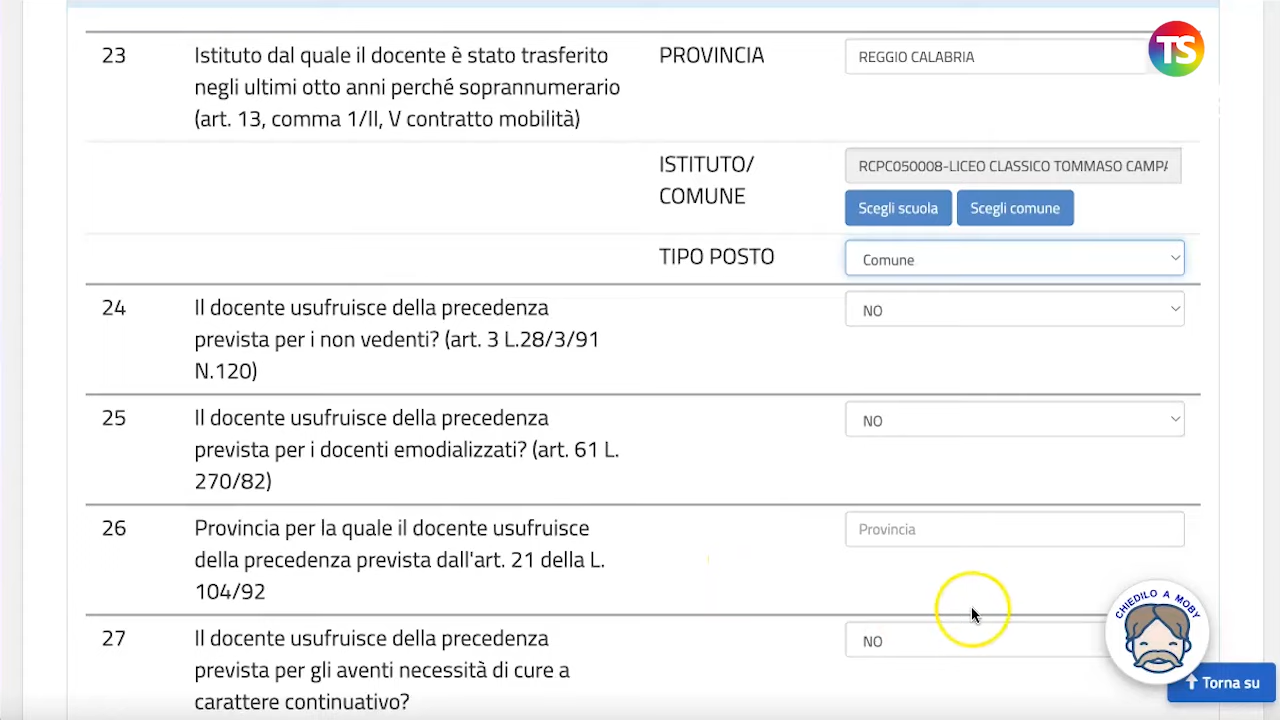 23
Istituto dal quale il docente è stato trasferito
negli ultimi otto anni perché soprannumerario
(art. 13, comma 1/II, V contratto mobilità)
PROVINCIA
REGGIO CALABRIA
TS
ISTITUTO/
COMUNE
RCPC050008-LICEO CLASSICO TOMMASO CAMPA
Scegli scuola
Scegli comune
TIPO POSTO
Comune
24
Il docente usufruisce della precedenza
prevista per i non vedenti? (art. 3 L.28/3/91
N.120)
NO
25
Il docente usufruisce della precedenza
prevista per i docenti emodializzati? (art. 61 L.
270/82)
NO
26
Provincia per la quale il docente usufruisce
della precedenza prevista dall'art. 21 della L.
104/92
Provincia
27
Il docente usufruisce della precedenza
prevista per gli aventi necessità di cure a
carattere continuativo?
NO
CHIEDILO A MOBY
Torna su